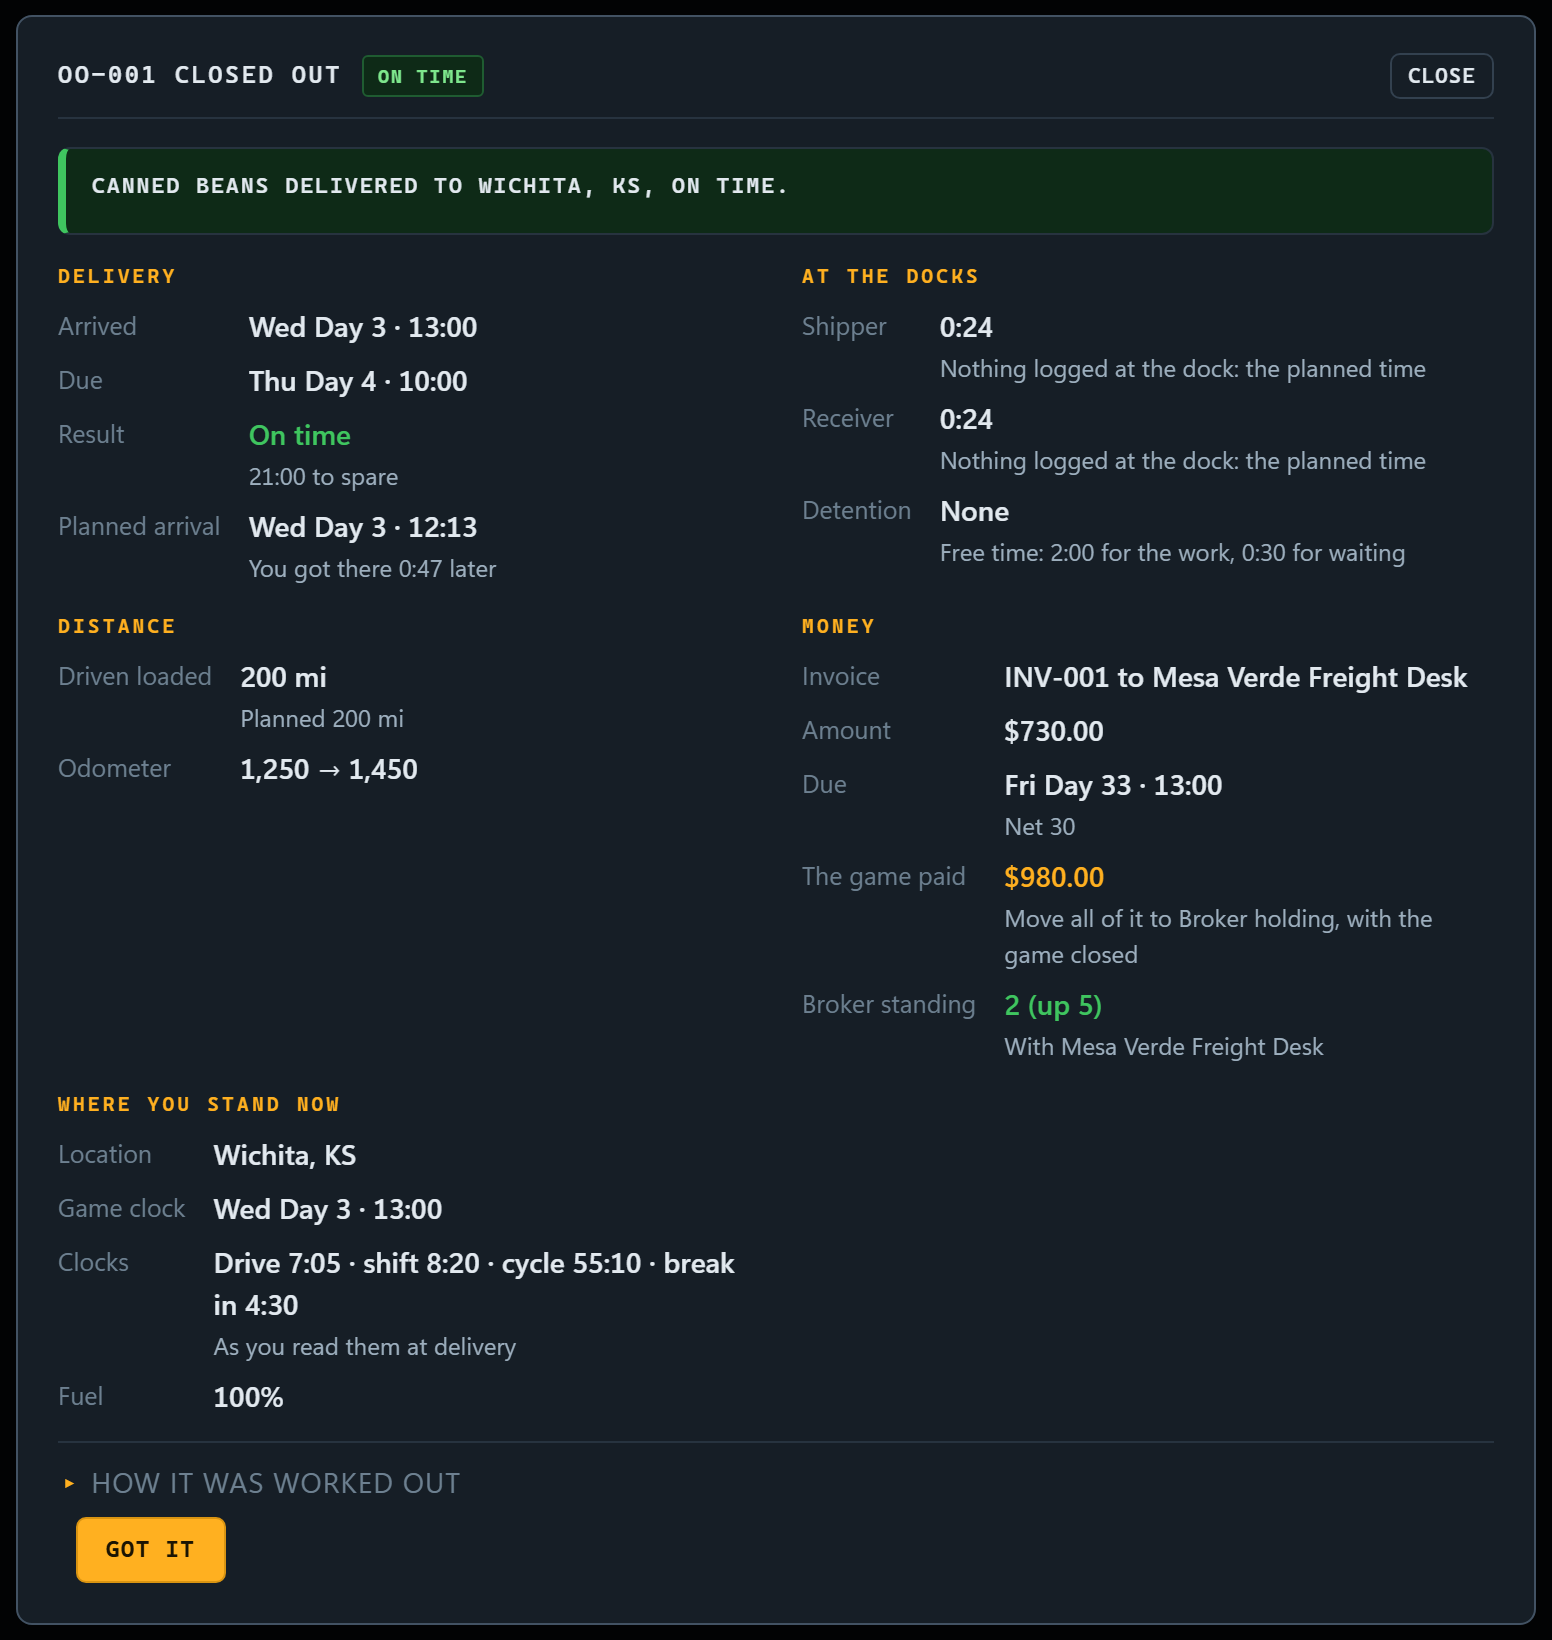 OO-001 CLOSED OUT ON TIME CLOSE
CANNED BEANS DELIVERED TO WICHITA, KS, ON TIME.
DELIVERY
Arrived Wed Day 3 · 13:00
Due Thu Day 4 · 10:00
Result On time
21:00 to spare
Planned arrival Wed Day 3 · 12:13
You got there 0:47 later
AT THE DOCKS
Shipper 0:24
Nothing logged at the dock: the planned time
Receiver 0:24
Nothing logged at the dock: the planned time
Detention None
Free time: 2:00 for the work, 0:30 for waiting
DISTANCE
Driven loaded 200 mi
Planned 200 mi
Odometer 1,250 → 1,450
MONEY
Invoice INV-001 to Mesa Verde Freight Desk
Amount $730.00
Due Fri Day 33 · 13:00
Net 30
The game paid $980.00
Move all of it to Broker holding, with the
game closed
Broker standing 2 (up 5)
With Mesa Verde Freight Desk
WHERE YOU STAND NOW
Location Wichita, KS
Game clock Wed Day 3 · 13:00
Clocks Drive 7:05 · shift 8:20 · cycle 55:10 · break
in 4:30
As you read them at delivery
Fuel 100%
▸ HOW IT WAS WORKED OUT
GOT IT